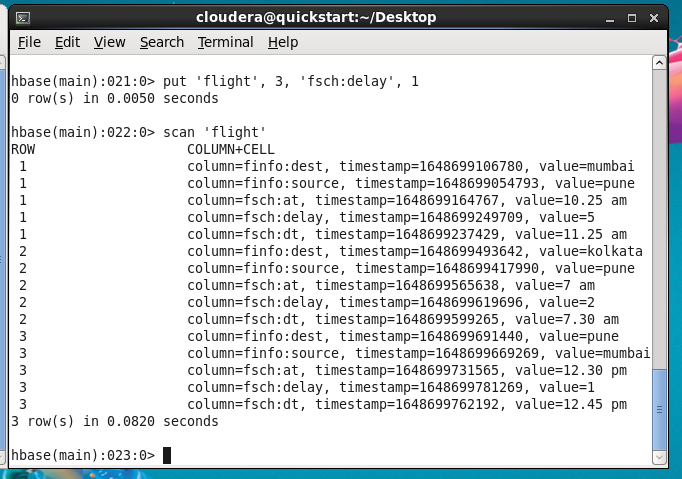 cloudera@quickstart:~/Desktop
File Edit View Search Terminal Help
hbase(main):021:0> put 'flight', 3, 'fsch:delay', 1
0 row(s) in 0.0050 seconds
hbase(main):022:0> scan 'flight'
ROW COLUMN+CELL
1 column=finfo:dest, timestamp=1648699106780, value=mumbai
1 column=finfo:source, timestamp=1648699054793, value=pune
1 column=fsch:at, timestamp=1648699164767, value=10.25 am
1 column=fsch:delay, timestamp=1648699249709, value=5
1 column=fsch:dt, timestamp=1648699237429, value=11.25 am
2 column=finfo:dest, timestamp=1648699493642, value=kolkata
2 column=finfo:source, timestamp=1648699417990, value=pune
2 column=fsch:at, timestamp=1648699565638, value=7 am
2 column=fsch:delay, timestamp=1648699619696, value=2
2 column=fsch:dt, timestamp=1648699599265, value=7.30 am
3 column=finfo:dest, timestamp=1648699691440, value=pune
3 column=finfo:source, timestamp=1648699669269, value=mumbai
3 column=fsch:at, timestamp=1648699731565, value=12.30 pm
3 column=fsch:delay, timestamp=1648699781269, value=1
3 column=fsch:dt, timestamp=1648699762192, value=12.45 pm
3 row(s) in 0.0820 seconds
hbase(main):023:0>